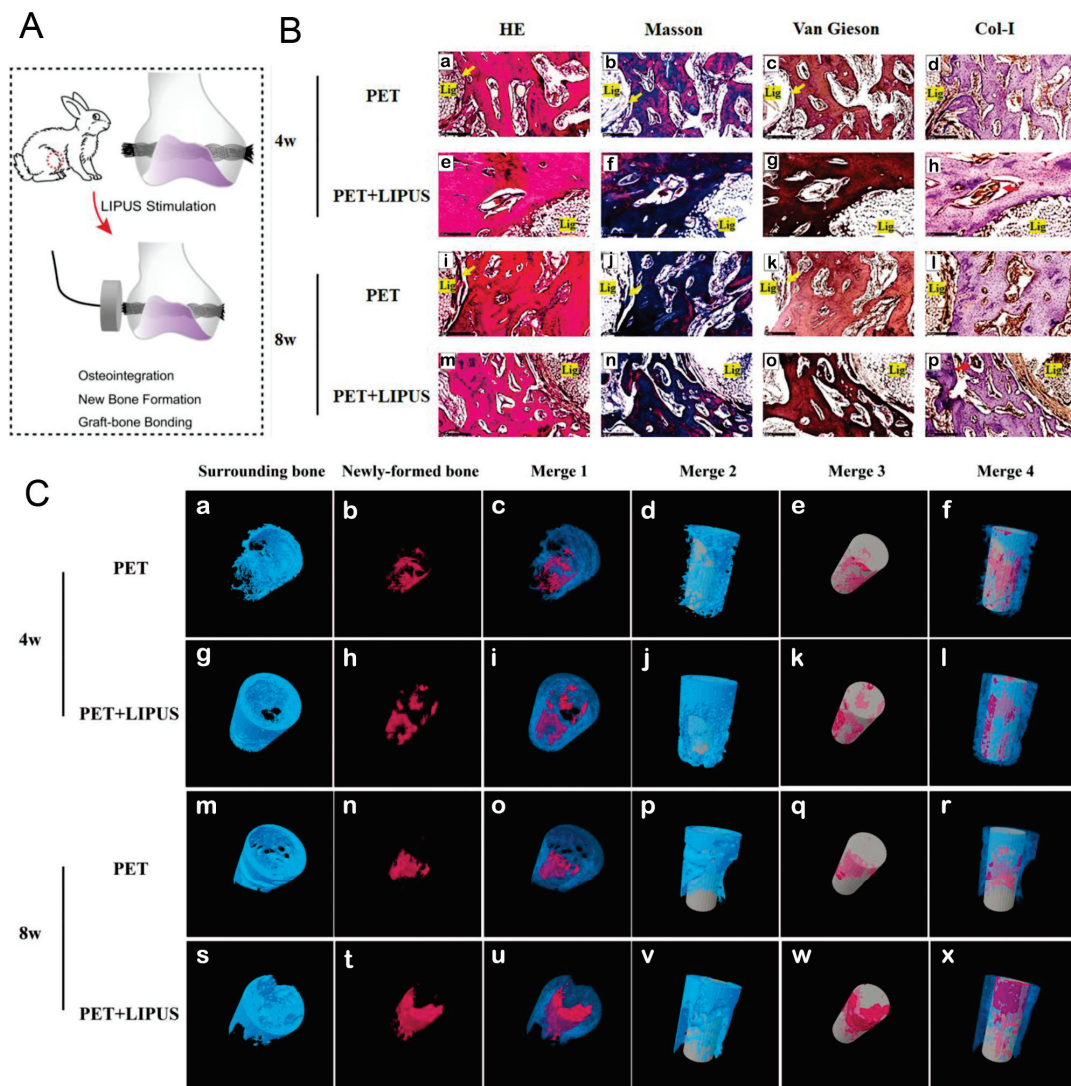 A
LIPUS Stimulation
Osteointegration
New Bone Formation
Graft-bone Bonding
B
HE Masson Van Gieson Col-I
4w
PET
a Lig b Lig c Lig d Lig
PET+LIPUS
e Lig f Lig g Lig h Lig
8w
PET
i Lig j Lig k Lig l Lig
PET+LIPUS
m Lig n Lig o Lig p Lig
C
Surrounding bone Newly-formed bone Merge 1 Merge 2 Merge 3 Merge 4
4w
PET
a b c d e f
PET+LIPUS
g h i j k l
8w
PET
m n o p q r
PET+LIPUS
s t u v w x